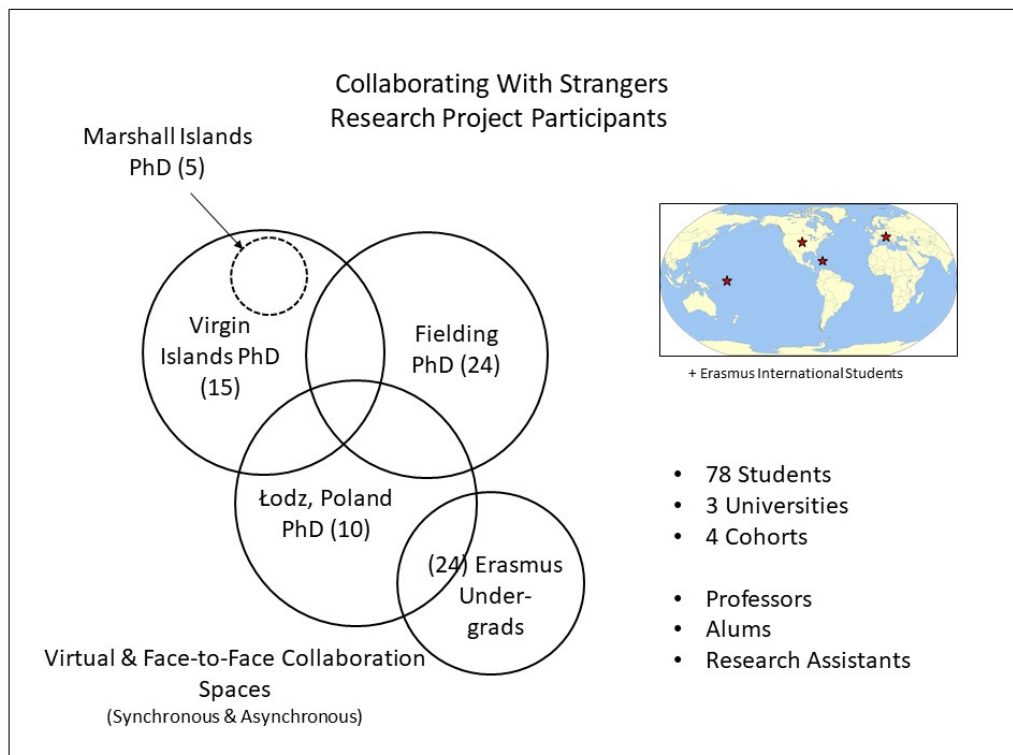 Collaborating With Strangers
Research Project Participants
Marshall Islands
PhD (5)
Virgin
Islands PhD
(15)
Fielding
PhD (24)
Łodz, Poland
PhD (10)
(24) Erasmus
Under-
grads
Virtual & Face-to-Face Collaboration
Spaces
(Synchronous & Asynchronous)
+ Erasmus International Students
• 78 Students
• 3 Universities
• 4 Cohorts
• Professors
• Alums
• Research Assistants